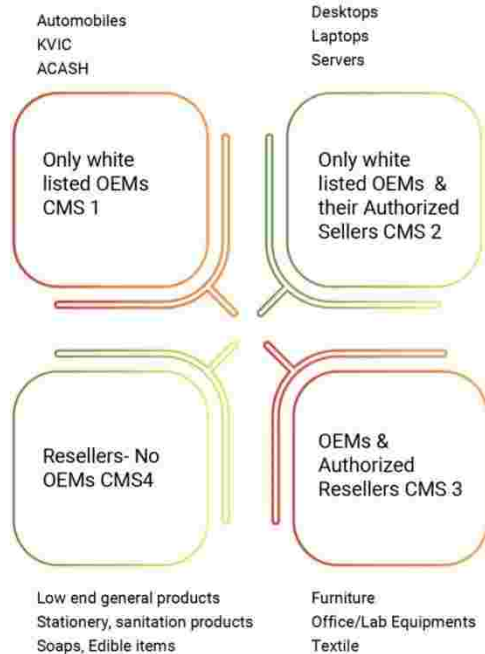 Automobiles
KVIC
ACASH
Desktops
Laptops
Servers
Only white
listed OEMs
CMS 1
Only white
listed OEMs &
their Authorized
Sellers CMS 2
Resellers- No
OEMs CMS4
OEMs &
Authorized
Resellers CMS 3
Low end general products
Stationery, sanitation products
Soaps, Edible items
Furniture
Office/Lab Equipments
Textile